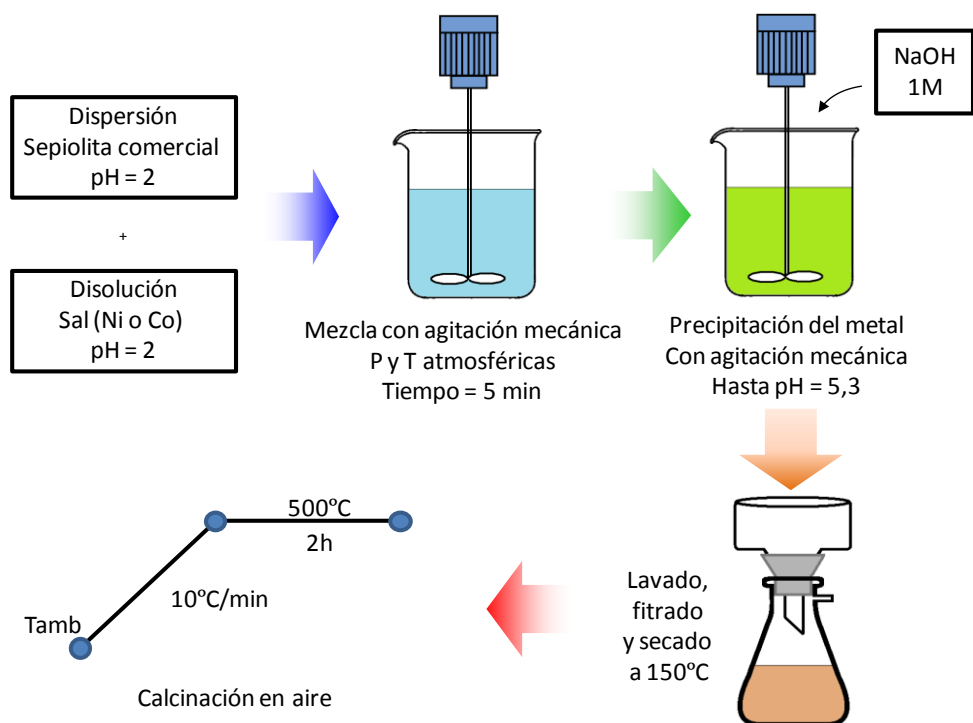 Dispersión
Sepiolita comercial
pH = 2
+
Disolución
Sal (Ni o Co)
pH = 2
Mezcla con agitación mecánica
P y T atmosféricas
Tiempo = 5 min
NaOH
1M
Precipitación del metal
Con agitación mecánica
Hasta pH = 5,3
Lavado,
fitrado
y secado
a 150ºC
500ºC
2h
10ºC/min
Tamb
Calcinación en aire